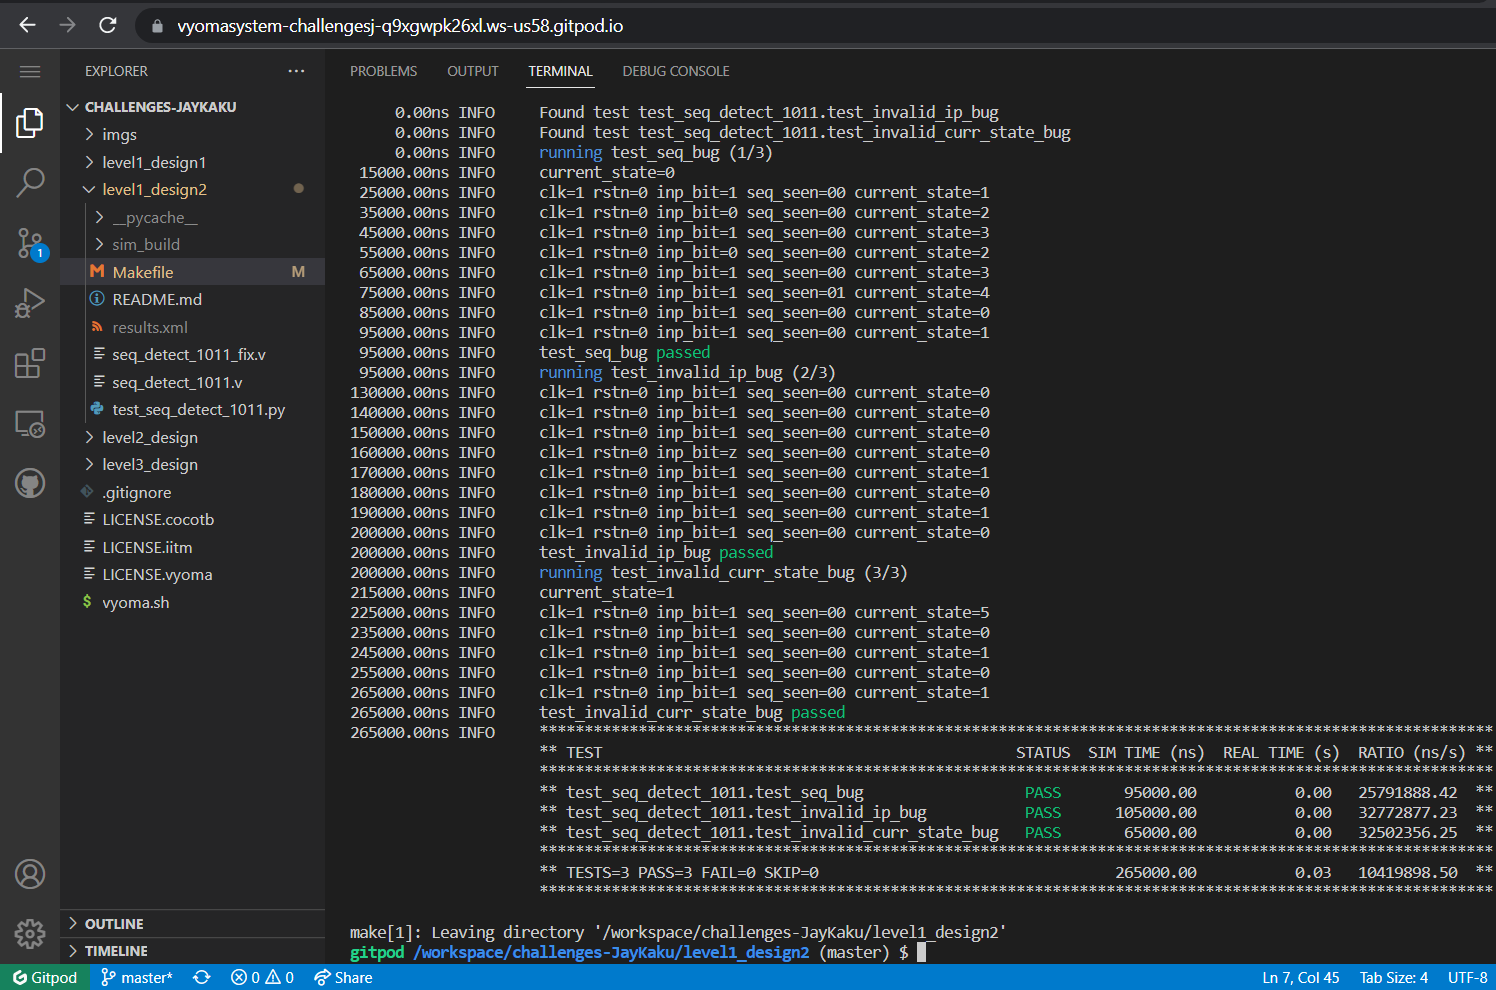 vyomasystem-challengesj-q9xgwpk26xl.ws-us58.gitpod.io
EXPLORER ···
CHALLENGES-JAYKAKU
imgs
level1_design1
level1_design2
__pycache__
sim_build
M Makefile M
README.md
results.xml
seq_detect_1011_fix.v
seq_detect_1011.v
test_seq_detect_1011.py
level2_design
level3_design
.gitignore
LICENSE.cocotb
LICENSE.iitm
LICENSE.vyoma
$ vyoma.sh
OUTLINE
TIMELINE
1
PROBLEMS OUTPUT TERMINAL DEBUG CONSOLE
0.00ns INFO Found test test_seq_detect_1011.test_invalid_ip_bug
0.00ns INFO Found test test_seq_detect_1011.test_invalid_curr_state_bug
0.00ns INFO running test_seq_bug (1/3)
15000.00ns INFO current_state=0
25000.00ns INFO clk=1 rstn=0 inp_bit=1 seq_seen=00 current_state=1
35000.00ns INFO clk=1 rstn=0 inp_bit=0 seq_seen=00 current_state=2
45000.00ns INFO clk=1 rstn=0 inp_bit=1 seq_seen=00 current_state=3
55000.00ns INFO clk=1 rstn=0 inp_bit=0 seq_seen=00 current_state=2
65000.00ns INFO clk=1 rstn=0 inp_bit=1 seq_seen=00 current_state=3
75000.00ns INFO clk=1 rstn=0 inp_bit=1 seq_seen=01 current_state=4
85000.00ns INFO clk=1 rstn=0 inp_bit=1 seq_seen=00 current_state=0
95000.00ns INFO clk=1 rstn=0 inp_bit=1 seq_seen=00 current_state=1
95000.00ns INFO test_seq_bug passed
95000.00ns INFO running test_invalid_ip_bug (2/3)
130000.00ns INFO clk=1 rstn=0 inp_bit=1 seq_seen=00 current_state=0
140000.00ns INFO clk=1 rstn=0 inp_bit=1 seq_seen=00 current_state=0
150000.00ns INFO clk=1 rstn=0 inp_bit=1 seq_seen=00 current_state=0
160000.00ns INFO clk=1 rstn=0 inp_bit=z seq_seen=00 current_state=0
170000.00ns INFO clk=1 rstn=0 inp_bit=1 seq_seen=00 current_state=1
180000.00ns INFO clk=1 rstn=0 inp_bit=1 seq_seen=00 current_state=0
190000.00ns INFO clk=1 rstn=0 inp_bit=1 seq_seen=00 current_state=1
200000.00ns INFO clk=1 rstn=0 inp_bit=1 seq_seen=00 current_state=0
200000.00ns INFO test_invalid_ip_bug passed
200000.00ns INFO running test_invalid_curr_state_bug (3/3)
215000.00ns INFO current_state=1
225000.00ns INFO clk=1 rstn=0 inp_bit=1 seq_seen=00 current_state=5
235000.00ns INFO clk=1 rstn=0 inp_bit=1 seq_seen=00 current_state=0
245000.00ns INFO clk=1 rstn=0 inp_bit=1 seq_seen=00 current_state=1
255000.00ns INFO clk=1 rstn=0 inp_bit=1 seq_seen=00 current_state=0
265000.00ns INFO clk=1 rstn=0 inp_bit=1 seq_seen=00 current_state=1
265000.00ns INFO test_invalid_curr_state_bug passed
265000.00ns INFO **********************************************************************************************************
** TEST STATUS SIM TIME (ns) REAL TIME (s) RATIO (ns/s) **
**********************************************************************************************************
** test_seq_detect_1011.test_seq_bug PASS 95000.00 0.00 25791888.42 **
** test_seq_detect_1011.test_invalid_ip_bug PASS 105000.00 0.00 32772877.23 **
** test_seq_detect_1011.test_invalid_curr_state_bug PASS 65000.00 0.00 32502356.25 **
**********************************************************************************************************
** TESTS=3 PASS=3 FAIL=0 SKIP=0 265000.00 0.03 10419898.50 **
**********************************************************************************************************
make[1]: Leaving directory '/workspace/challenges-JayKaku/level1_design2'
gitpod /workspace/challenges-JayKaku/level1_design2 (master) $
Gitpod master* 0 0 Share Ln 7, Col 45 Tab Size: 4 UTF-8